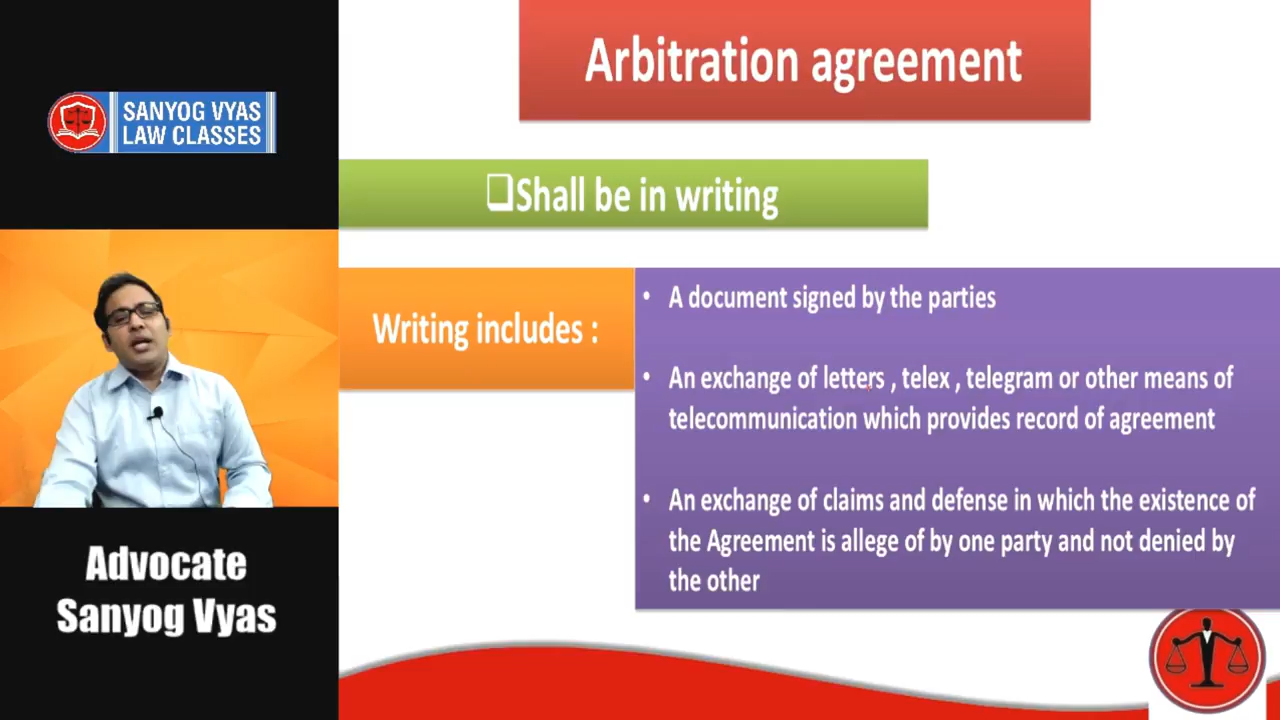 SANYOG VYAS
LAW CLASSES
Advocate
Sanyog Vyas
Arbitration agreement
❑Shall be in writing
Writing includes :
• A document signed by the parties
• An exchange of letters , telex , telegram or other means of
telecommunication which provides record of agreement
• An exchange of claims and defense in which the existence of
the Agreement is allege of by one party and not denied by
the other